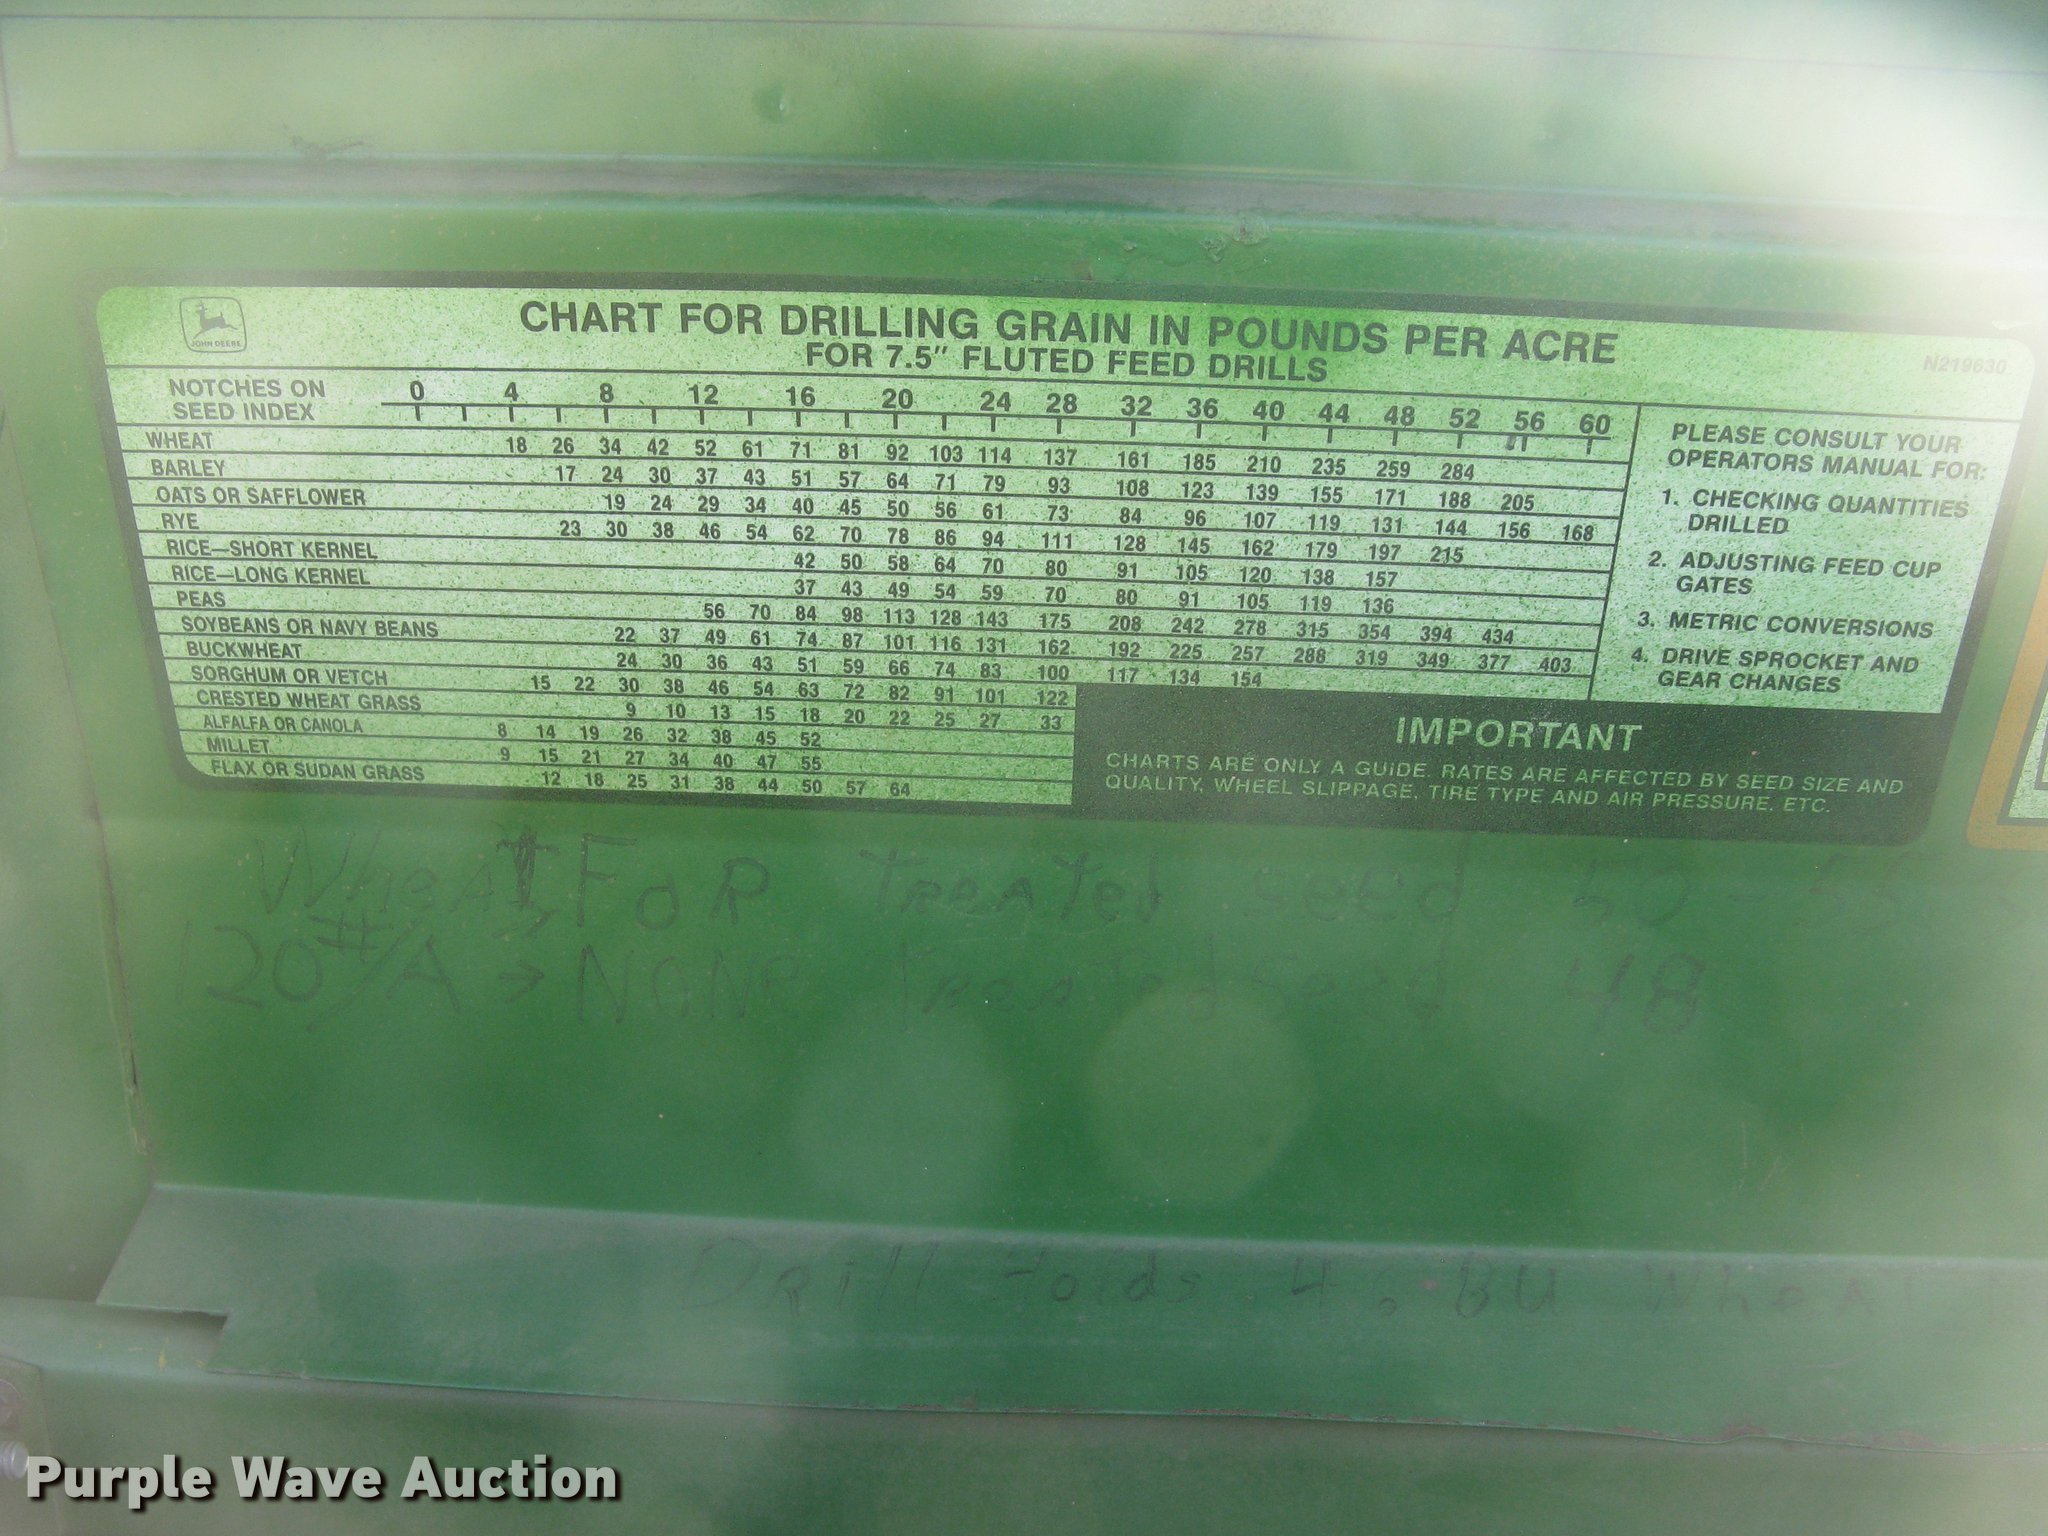 JOHN DEERE
CHART FOR DRILLING GRAIN IN POUNDS PER ACRE
FOR 7.5" FLUTED FEED DRILLS
N219630
NOTCHES ON SEED INDEX 0 4 8 12 16 20 24 28 32 36 40 44 48 52 56 60
WHEAT 18 26 34 42 52 61 71 81 92 103 114 137 161 185 210 235 259 284
BARLEY 17 24 30 37 43 51 57 64 71 79 93 108 123 139 155 171 188 205
OATS OR SAFFLOWER 19 24 29 34 40 45 50 56 61 73 84 96 107 119 131 144 156 168
RYE 23 30 38 46 54 62 70 78 86 94 111 128 145 162 179 197 215
RICE—SHORT KERNEL 42 50 58 64 70 80 91 105 120 138 157
RICE—LONG KERNEL 37 43 49 54 59 70 80 91 105 119 136
PEAS 56 70 84 98 113 128 143 175 208 242 278 315 354 394 434
SOYBEANS OR NAVY BEANS 22 37 49 61 74 87 101 116 131 162 192 225 257 288 319 349 377 403
BUCKWHEAT 24 30 36 43 51 59 66 74 83 100 117 134 154
SORGHUM OR VETCH 15 22 30 38 46 54 63 72 82 91 101 122
CRESTED WHEAT GRASS 9 10 13 15 18 20 22 25 27 33
ALFALFA OR CANOLA 8 14 19 26 32 38 45 52
MILLET 9 15 21 27 34 40 47 55
FLAX OR SUDAN GRASS 12 18 25 31 38 44 50 57 64
PLEASE CONSULT YOUR
OPERATORS MANUAL FOR:
1. CHECKING QUANTITIES
DRILLED
2. ADJUSTING FEED CUP
GATES
3. METRIC CONVERSIONS
4. DRIVE SPROCKET AND
GEAR CHANGES
IMPORTANT
CHARTS ARE ONLY A GUIDE. RATES ARE AFFECTED BY SEED SIZE AND
QUALITY, WHEEL SLIPPAGE, TIRE TYPE AND AIR PRESSURE, ETC.
Wheat FOR Treated Seed 50-55
120#/A > NONE Treated Seed 48
Drill Holds BU Wheat
Purple Wave Auction